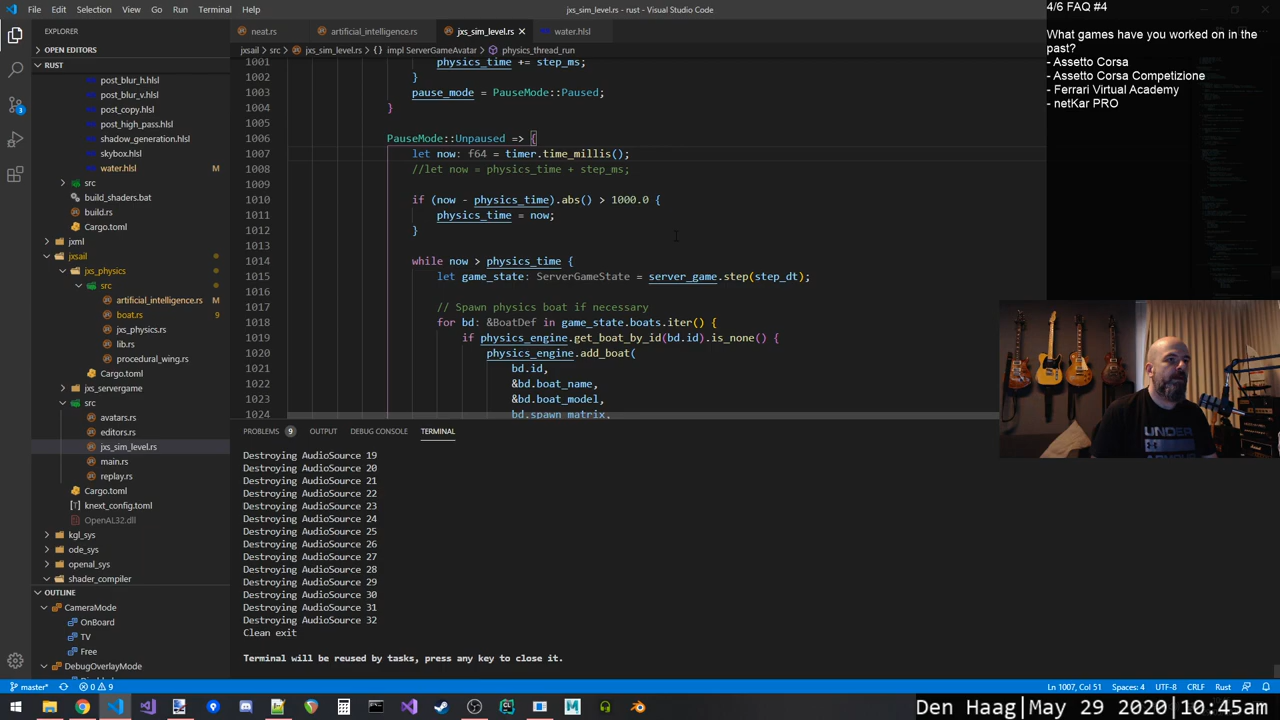 File Edit Selection View Go Run Terminal Help
jxs_sim_level.rs - rust - Visual Studio Code
4/6 FAQ #4
What games have you worked on in the
past?
- Assetto Corsa
- Assetto Corsa Competizione
- Ferrari Virtual Academy
- netKar PRO
EXPLORER
OPEN EDITORS
RUST
post_blur_h.hlsl
post_blur_v.hlsl
post_copy.hlsl
post_high_pass.hlsl
shadow_generation.hlsl
skybox.hlsl
water.hlsl M
src
build_shaders.bat
build.rs
Cargo.toml
jxml
jxsail
jxs_physics
src
artificial_intelligence.rs M
boat.rs 9
jxs_physics.rs
lib.rs
procedural_wing.rs
Cargo.toml
jxs_servergame
src
avatars.rs
editors.rs
jxs_sim_level.rs
main.rs
replay.rs
Cargo.toml
knext_config.toml
OpenAL32.dll
kgl_sys
ode_sys
openal_sys
shader_compiler
OUTLINE
CameraMode
OnBoard
TV
Free
DebugOverlayMode
neat.rs artificial_intelligence.rs jxs_sim_level.rs water.hlsl
jxsail > src > jxs_sim_level.rs > {} impl ServerGameAvatar > physics_thread_run
1001 physics_time += step_ms;
1002 }
1003 pause_mode = PauseMode::Paused;
1004 }
1006 PauseMode::Unpaused => {
1007 let now: f64 = timer.time_millis();
1008 //let now = physics_time + step_ms;
1009
1010 if (now - physics_time).abs() > 1000.0 {
1011 physics_time = now;
1012 }
1013
1014 while now > physics_time {
1015 let game_state: ServerGameState = server_game.step(step_dt);
1016
1017 // Spawn physics boat if necessary
1018 for bd: &BoatDef in game_state.boats.iter() {
1019 if physics_engine.get_boat_by_id(bd.id).is_none() {
1020 physics_engine.add_boat(
1021 bd.id,
1022 &bd.boat_name,
1023 &bd.boat_model,
1024 bd.spawn_matrix,
PROBLEMS 9 OUTPUT DEBUG CONSOLE TERMINAL
Destroying AudioSource 19
Destroying AudioSource 20
Destroying AudioSource 21
Destroying AudioSource 22
Destroying AudioSource 23
Destroying AudioSource 24
Destroying AudioSource 25
Destroying AudioSource 26
Destroying AudioSource 27
Destroying AudioSource 28
Destroying AudioSource 29
Destroying AudioSource 30
Destroying AudioSource 31
Destroying AudioSource 32
Clean exit
Terminal will be reused by tasks, press any key to close it.
UNDER
master* 0 9
Ln 1007, Col 51 Spaces: 4 UTF-8 CRLF Rust
Den Haag|May 29 2020|10:45am